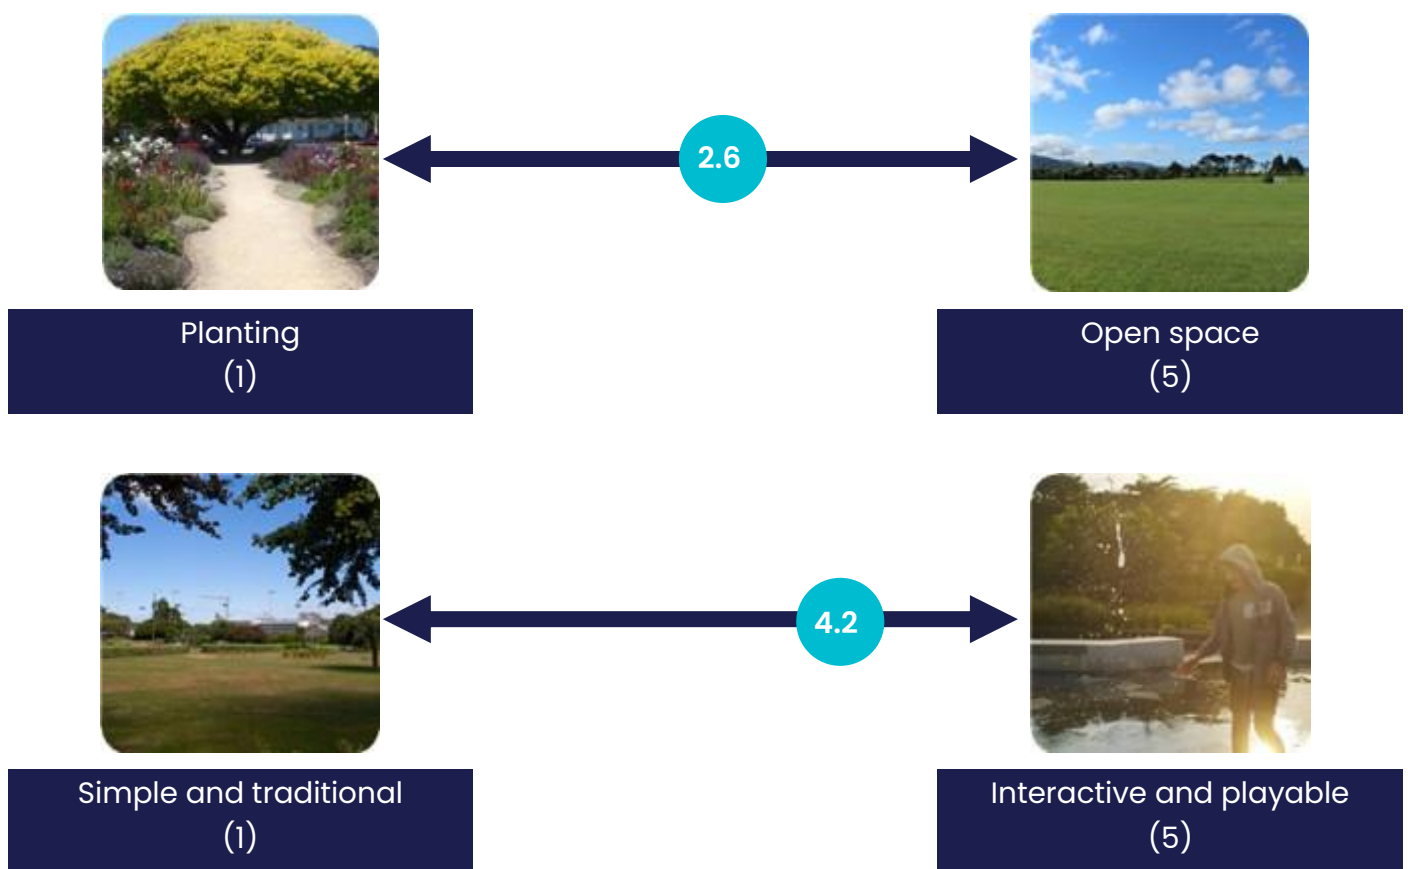 2.6
Planting
(1)
Open space
(5)
4.2
Simple and traditional
(1)
Interactive and playable
(5)